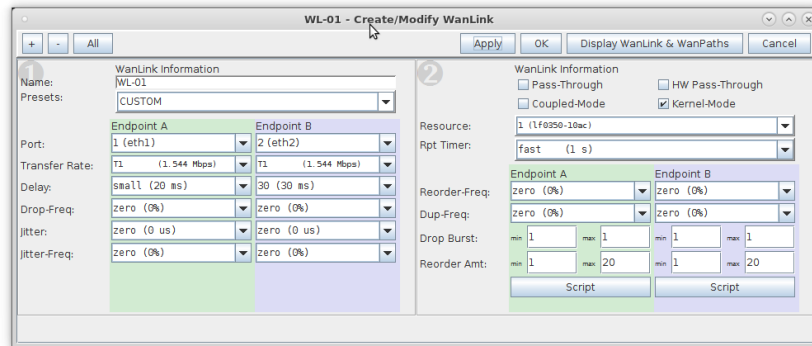 WL-01 - Create/Modify WanLink
+ - All Apply OK Display WanLink & WanPaths Cancel
1
WanLink Information
Name: WL-01
Presets: CUSTOM
Endpoint A Endpoint B
Port: 1 (eth1) 2 (eth2)
Transfer Rate: T1 (1.544 Mbps) T1 (1.544 Mbps)
Delay: small (20 ms) 30 (30 ms)
Drop-Freq: zero (0%) zero (0%)
Jitter: zero (0 us) zero (0 us)
Jitter-Freq: zero (0%) zero (0%)
2
WanLink Information
Pass-Through HW Pass-Through
Coupled-Mode Kernel-Mode
Resource: 1 (lf0350-10ac)
Rpt Timer: fast (1 s)
Endpoint A Endpoint B
Reorder-Freq: zero (0%) zero (0%)
Dup-Freq: zero (0%) zero (0%)
Drop Burst: min 1 max 1 min 1 max 1
Reorder Amt: min 1 max 20 min 1 max 20
Script Script